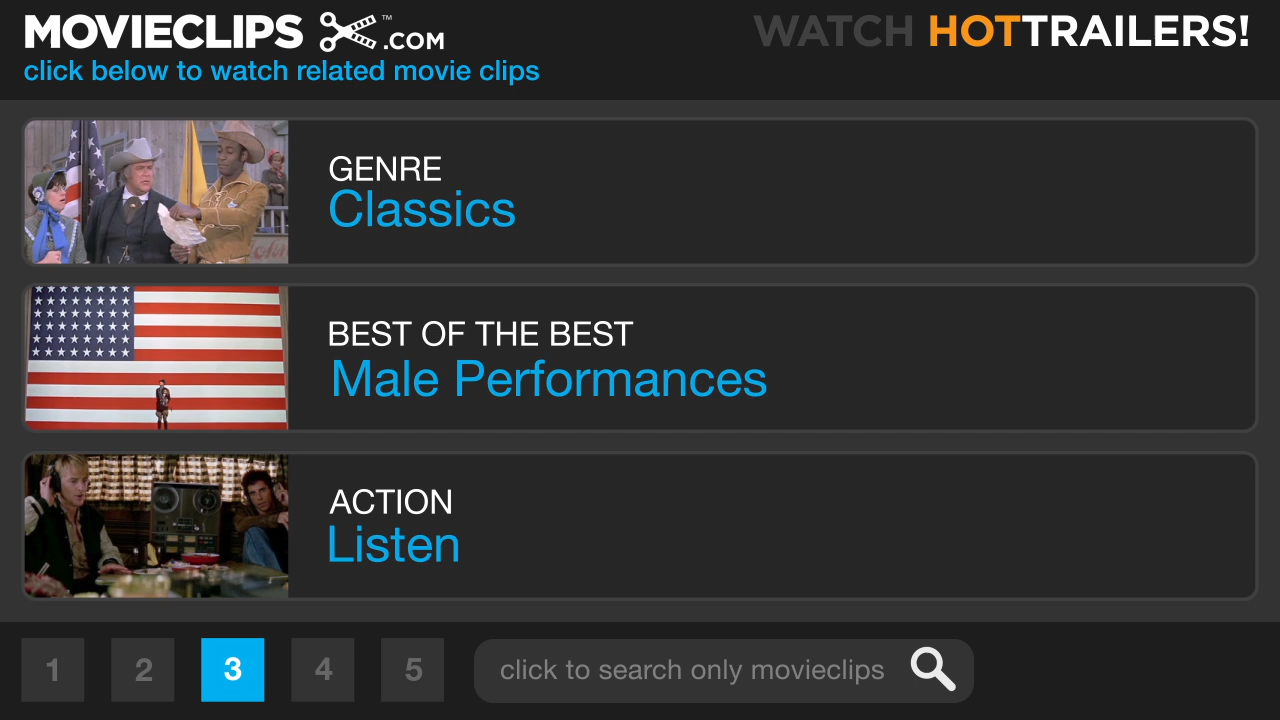 MOVIECLIPS ™ .COM
WATCH HOTTRAILERS!
click below to watch related movie clips
GENRE
Classics
BEST OF THE BEST
Male Performances
ACTION
Listen
1 2 3 4 5
click to search only movieclips